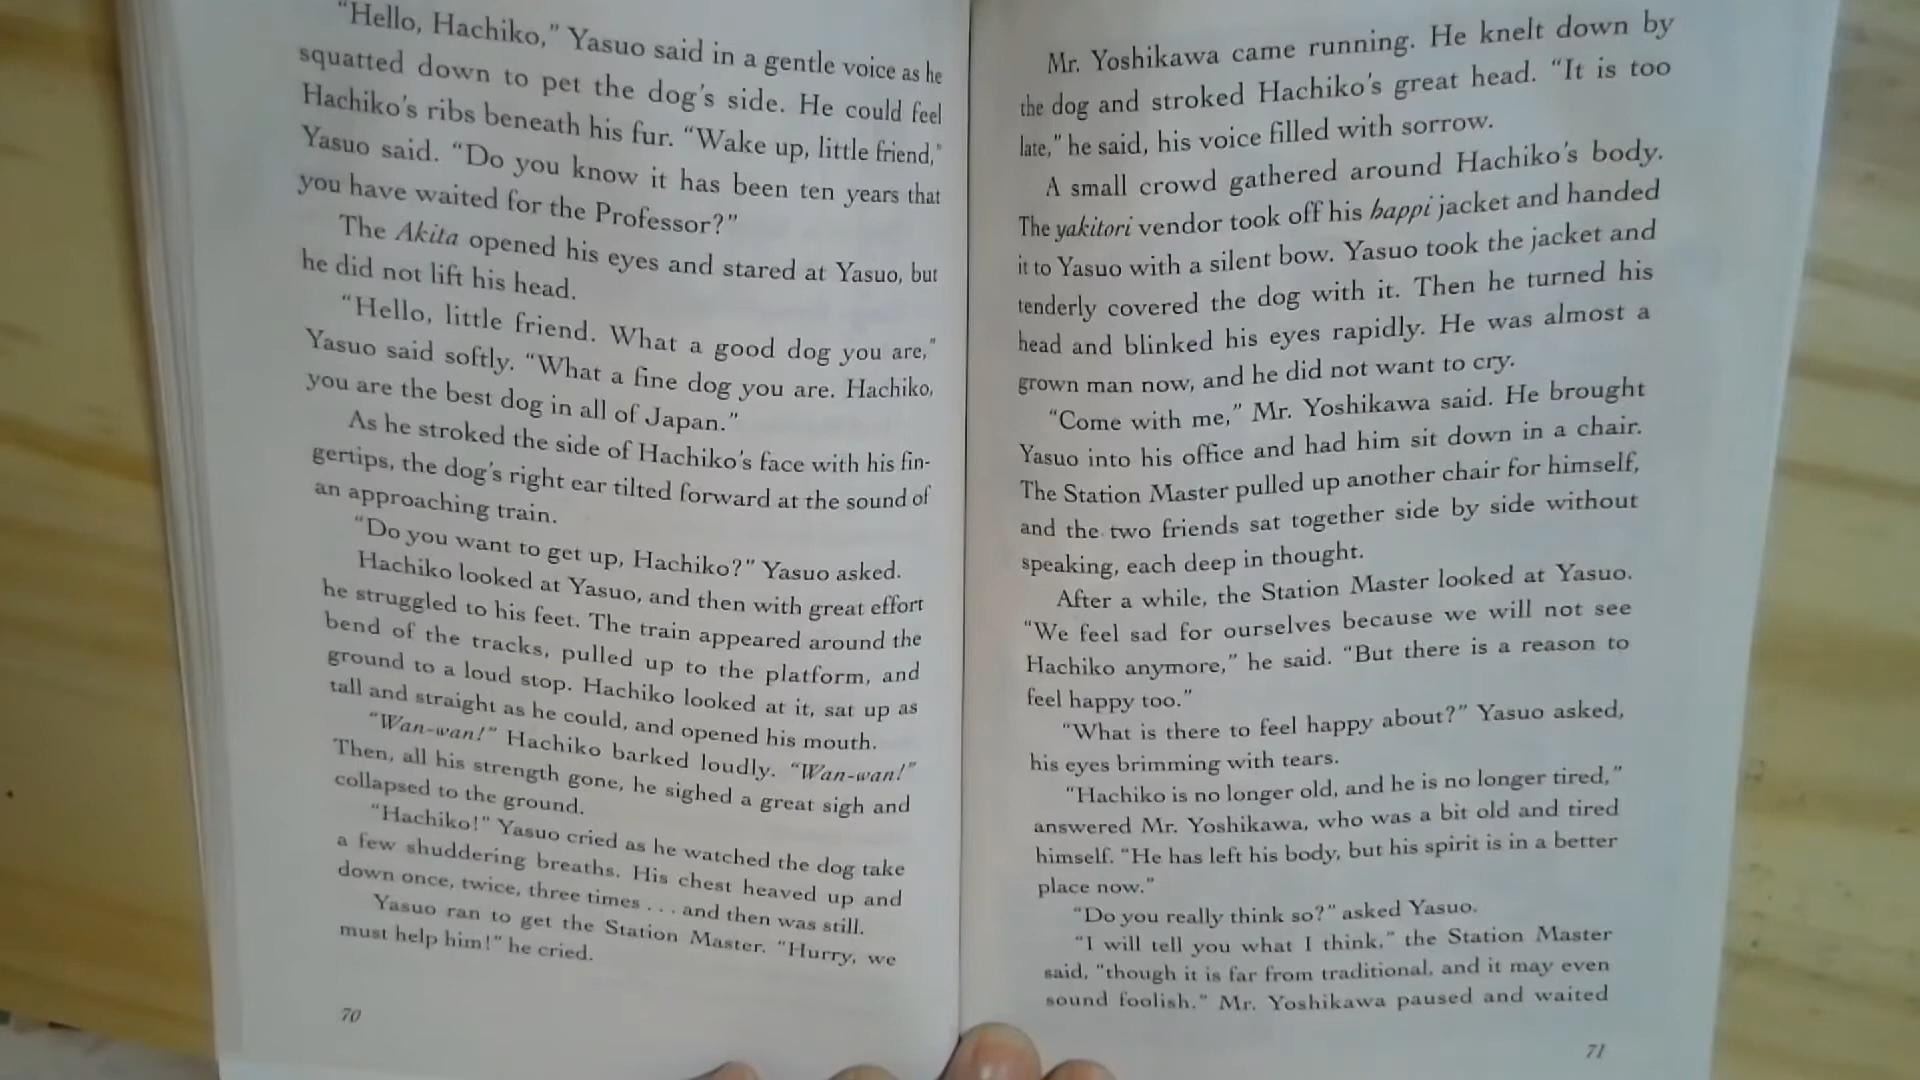 “Hello, Hachiko,” Yasuo said in a gentle voice as he
squatted down to pet the dog’s side. He could feel
Hachiko’s ribs beneath his fur. “Wake up, little friend,”
Yasuo said. “Do you know it has been ten years that
you have waited for the Professor?”
The Akita opened his eyes and stared at Yasuo, but
he did not lift his head.
“Hello, little friend. What a good dog you are,”
Yasuo said softly. “What a fine dog you are. Hachiko,
you are the best dog in all of Japan.”
As he stroked the side of Hachiko’s face with his fin-
gertips, the dog’s right ear tilted forward at the sound of
an approaching train.
“Do you want to get up, Hachiko?” Yasuo asked.
Hachiko looked at Yasuo, and then with great effort
he struggled to his feet. The train appeared around the
bend of the tracks, pulled up to the platform, and
ground to a loud stop. Hachiko looked at it, sat up as
tall and straight as he could, and opened his mouth.
“Wan-wan!” Hachiko barked loudly. “Wan-wan!”
Then, all his strength gone, he sighed a great sigh and
collapsed to the ground.
“Hachiko!” Yasuo cried as he watched the dog take
a few shuddering breaths. His chest heaved up and
down once, twice, three times . . . and then was still.
Yasuo ran to get the Station Master. “Hurry, we
must help him!” he cried.
70
Mr. Yoshikawa came running. He knelt down by
the dog and stroked Hachiko’s great head. “It is too
late,” he said, his voice filled with sorrow.
A small crowd gathered around Hachiko’s body.
The yakitori vendor took off his happi jacket and handed
it to Yasuo with a silent bow. Yasuo took the jacket and
tenderly covered the dog with it. Then he turned his
head and blinked his eyes rapidly. He was almost a
grown man now, and he did not want to cry.
“Come with me,” Mr. Yoshikawa said. He brought
Yasuo into his office and had him sit down in a chair.
The Station Master pulled up another chair for himself,
and the two friends sat together side by side without
speaking, each deep in thought.
After a while, the Station Master looked at Yasuo.
“We feel sad for ourselves because we will not see
Hachiko anymore,” he said. “But there is a reason to
feel happy too.”
“What is there to feel happy about?” Yasuo asked,
his eyes brimming with tears.
“Hachiko is no longer old, and he is no longer tired,”
answered Mr. Yoshikawa, who was a bit old and tired
himself. “He has left his body, but his spirit is in a better
place now.”
“Do you really think so?” asked Yasuo.
“I will tell you what I think,” the Station Master
said, “though it is far from traditional, and it may even
sound foolish.” Mr. Yoshikawa paused and waited
71